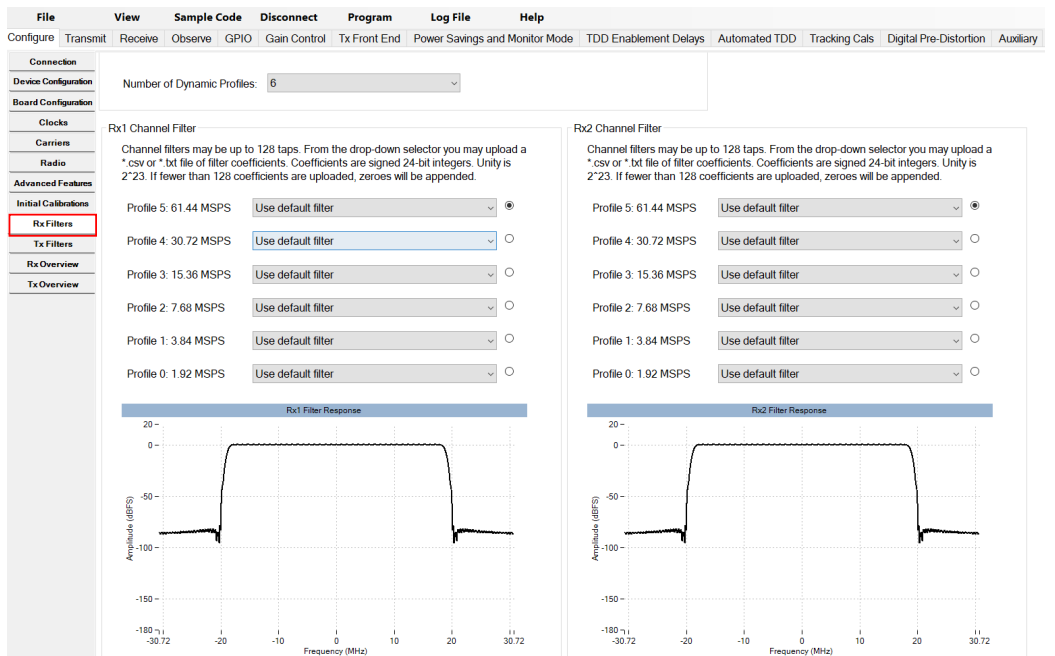 File View Sample Code Disconnect Program Log File Help
Configure Transmit Receive Observe GPIO Gain Control Tx Front End Power Savings and Monitor Mode TDD Enablement Delays Automated TDD Tracking Cals Digital Pre-Distortion Auxiliary
Connection
Device Configuration
Board Configuration
Clocks
Carriers
Radio
Advanced Features
Initial Calibrations
Rx Filters
Tx Filters
Rx Overview
Tx Overview
Number of Dynamic Profiles: 6
Rx1 Channel Filter
Channel filters may be up to 128 taps. From the drop-down selector you may upload a
*.csv or *.txt file of filter coefficients. Coefficients are signed 24-bit integers. Unity is
2^23. If fewer than 128 coefficients are uploaded, zeroes will be appended.
Profile 5: 61.44 MSPS Use default filter
Profile 4: 30.72 MSPS Use default filter
Profile 3: 15.36 MSPS Use default filter
Profile 2: 7.68 MSPS Use default filter
Profile 1: 3.84 MSPS Use default filter
Profile 0: 1.92 MSPS Use default filter
Rx1 Filter Response
20
0
-50
-100
-150
-180
Amplitude (dBFS)
-30.72 -20 -10 0 10 20 30.72
Frequency (MHz)
Rx2 Channel Filter
Channel filters may be up to 128 taps. From the drop-down selector you may upload a
*.csv or *.txt file of filter coefficients. Coefficients are signed 24-bit integers. Unity is
2^23. If fewer than 128 coefficients are uploaded, zeroes will be appended.
Profile 5: 61.44 MSPS Use default filter
Profile 4: 30.72 MSPS Use default filter
Profile 3: 15.36 MSPS Use default filter
Profile 2: 7.68 MSPS Use default filter
Profile 1: 3.84 MSPS Use default filter
Profile 0: 1.92 MSPS Use default filter
Rx2 Filter Response
20
0
-50
-100
-150
-180
Amplitude (dBFS)
-30.72 -20 -10 0 10 20 30.72
Frequency (MHz)